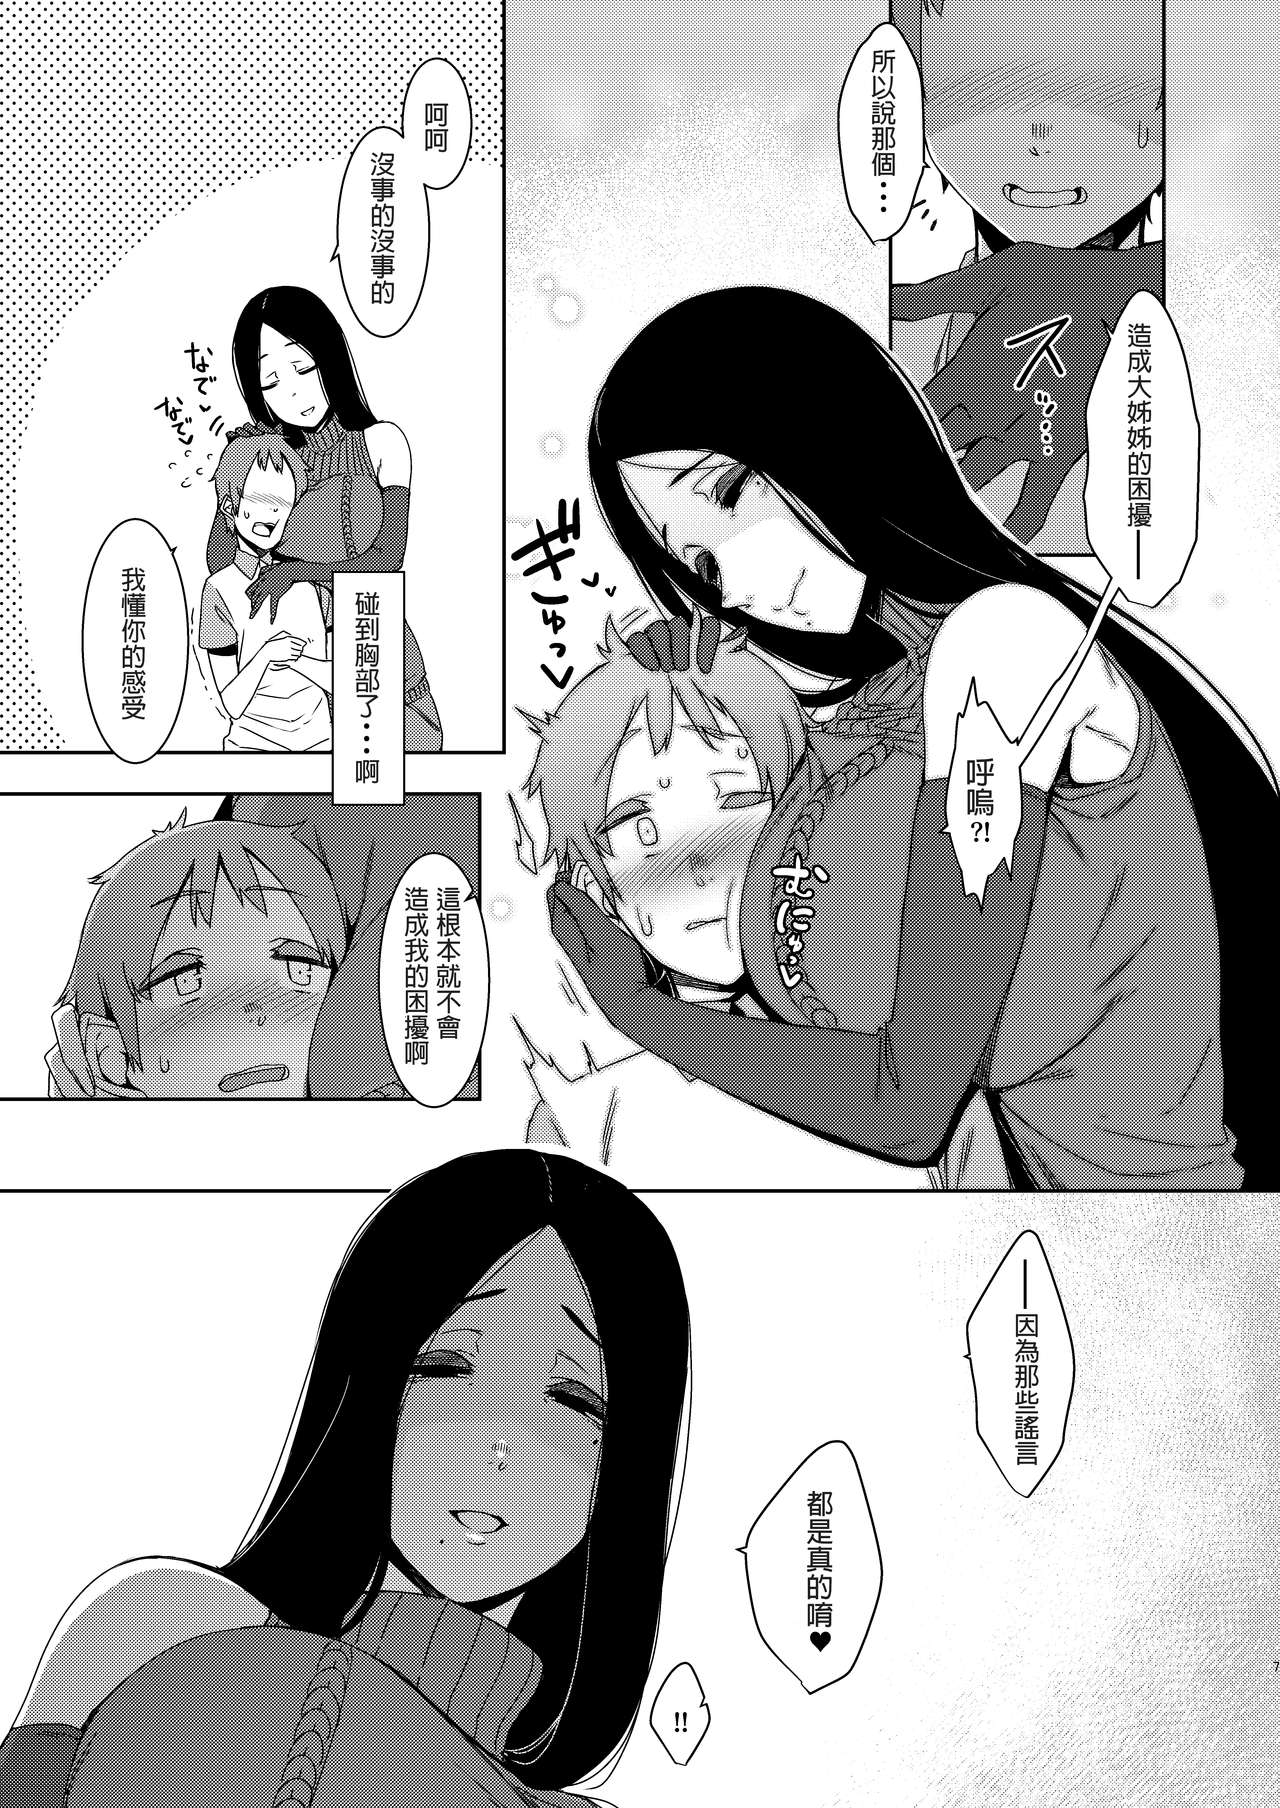 所以說那個…
ス
ッ…
造成大姊姊的困擾——
呼嗚?!
ぎゅっ
むにゅっ
呵呵
沒事的沒事的
なで
なで
碰到胸部了…啊
我懂你的感受
這根本就不會
造成我的困擾啊
——因為那些謠言
都是真的唷♥
!!
7